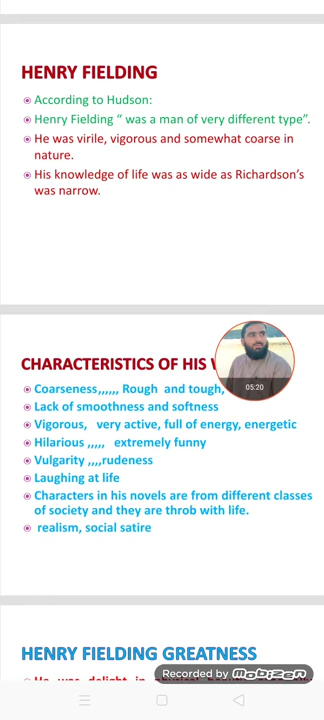 HENRY FIELDING
According to Hudson:
Henry Fielding “ was a man of very different type”.
He was virile, vigorous and somewhat coarse in
nature.
His knowledge of life was as wide as Richardson’s
was narrow.
CHARACTERISTICS OF HIS
Coarseness,,,,,, Rough and tough,
Lack of smoothness and softness
Vigorous, very active, full of energy, energetic
Hilarious ,,,,, extremely funny
Vulgarity ,,,,rudeness
Laughing at life
Characters in his novels are from different classes
of society and they are throb with life.
realism, social satire
05:20
HENRY FIELDING GREATNESS
Recorded by MOBIZEN
He was delight in